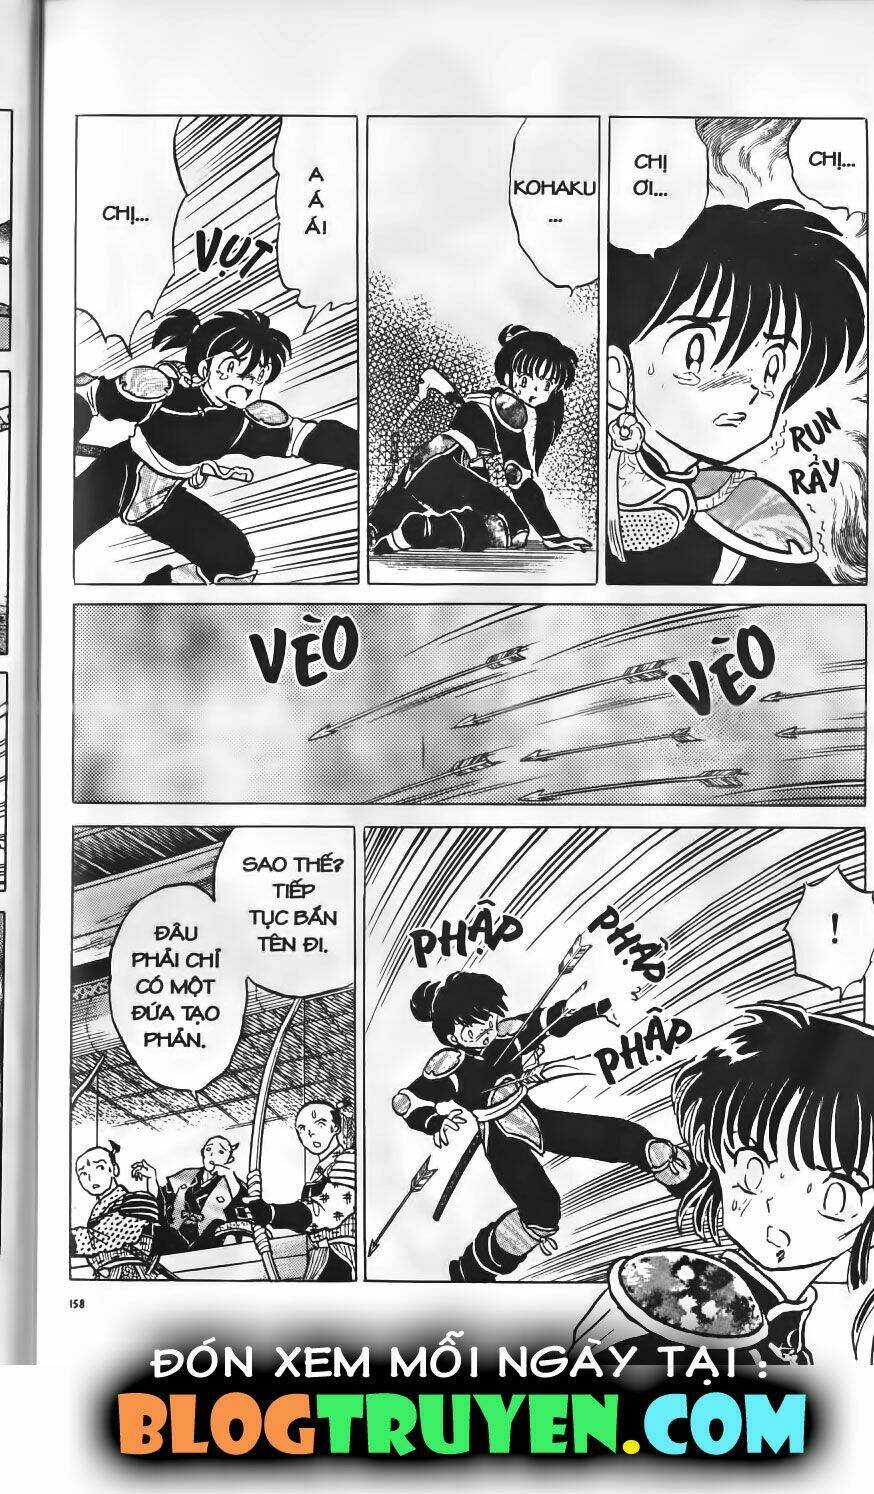 CHỊ...
CHỊ
ƠI...
RUN
RẨY
KOHAKU
...
A
Á
Á!
VỤT
CHỊ...
VÈO
VÈO
!
PHẬP
PHẬP
PHẬP
SAO THẾ?
TIẾP
TỤC BẮN
TÊN ĐI.
ĐÂU
PHẢI CHỈ
CÓ MỘT
ĐỨA TẠO
PHẢN.
158
ĐÓN XEM MỖI NGÀY TẠI :
BLOGTRUYEN.COM